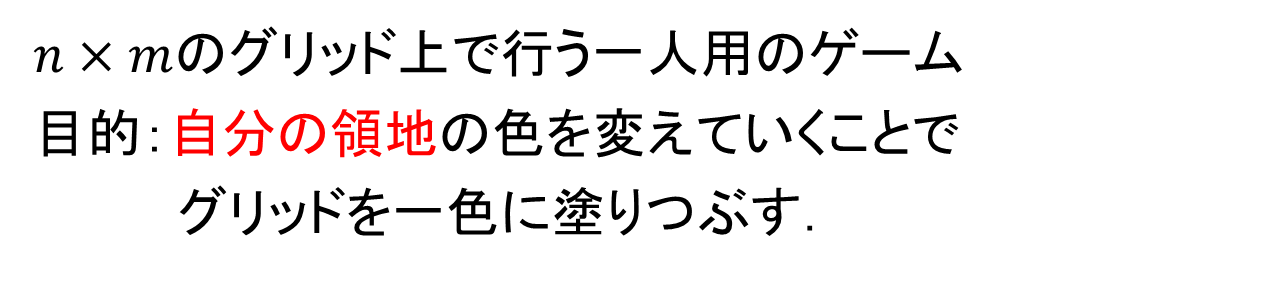 n × mのグリッド上で行う一人用のゲーム
目的：自分の領地の色を変えていくことで
グリッドを一色に塗りつぶす．